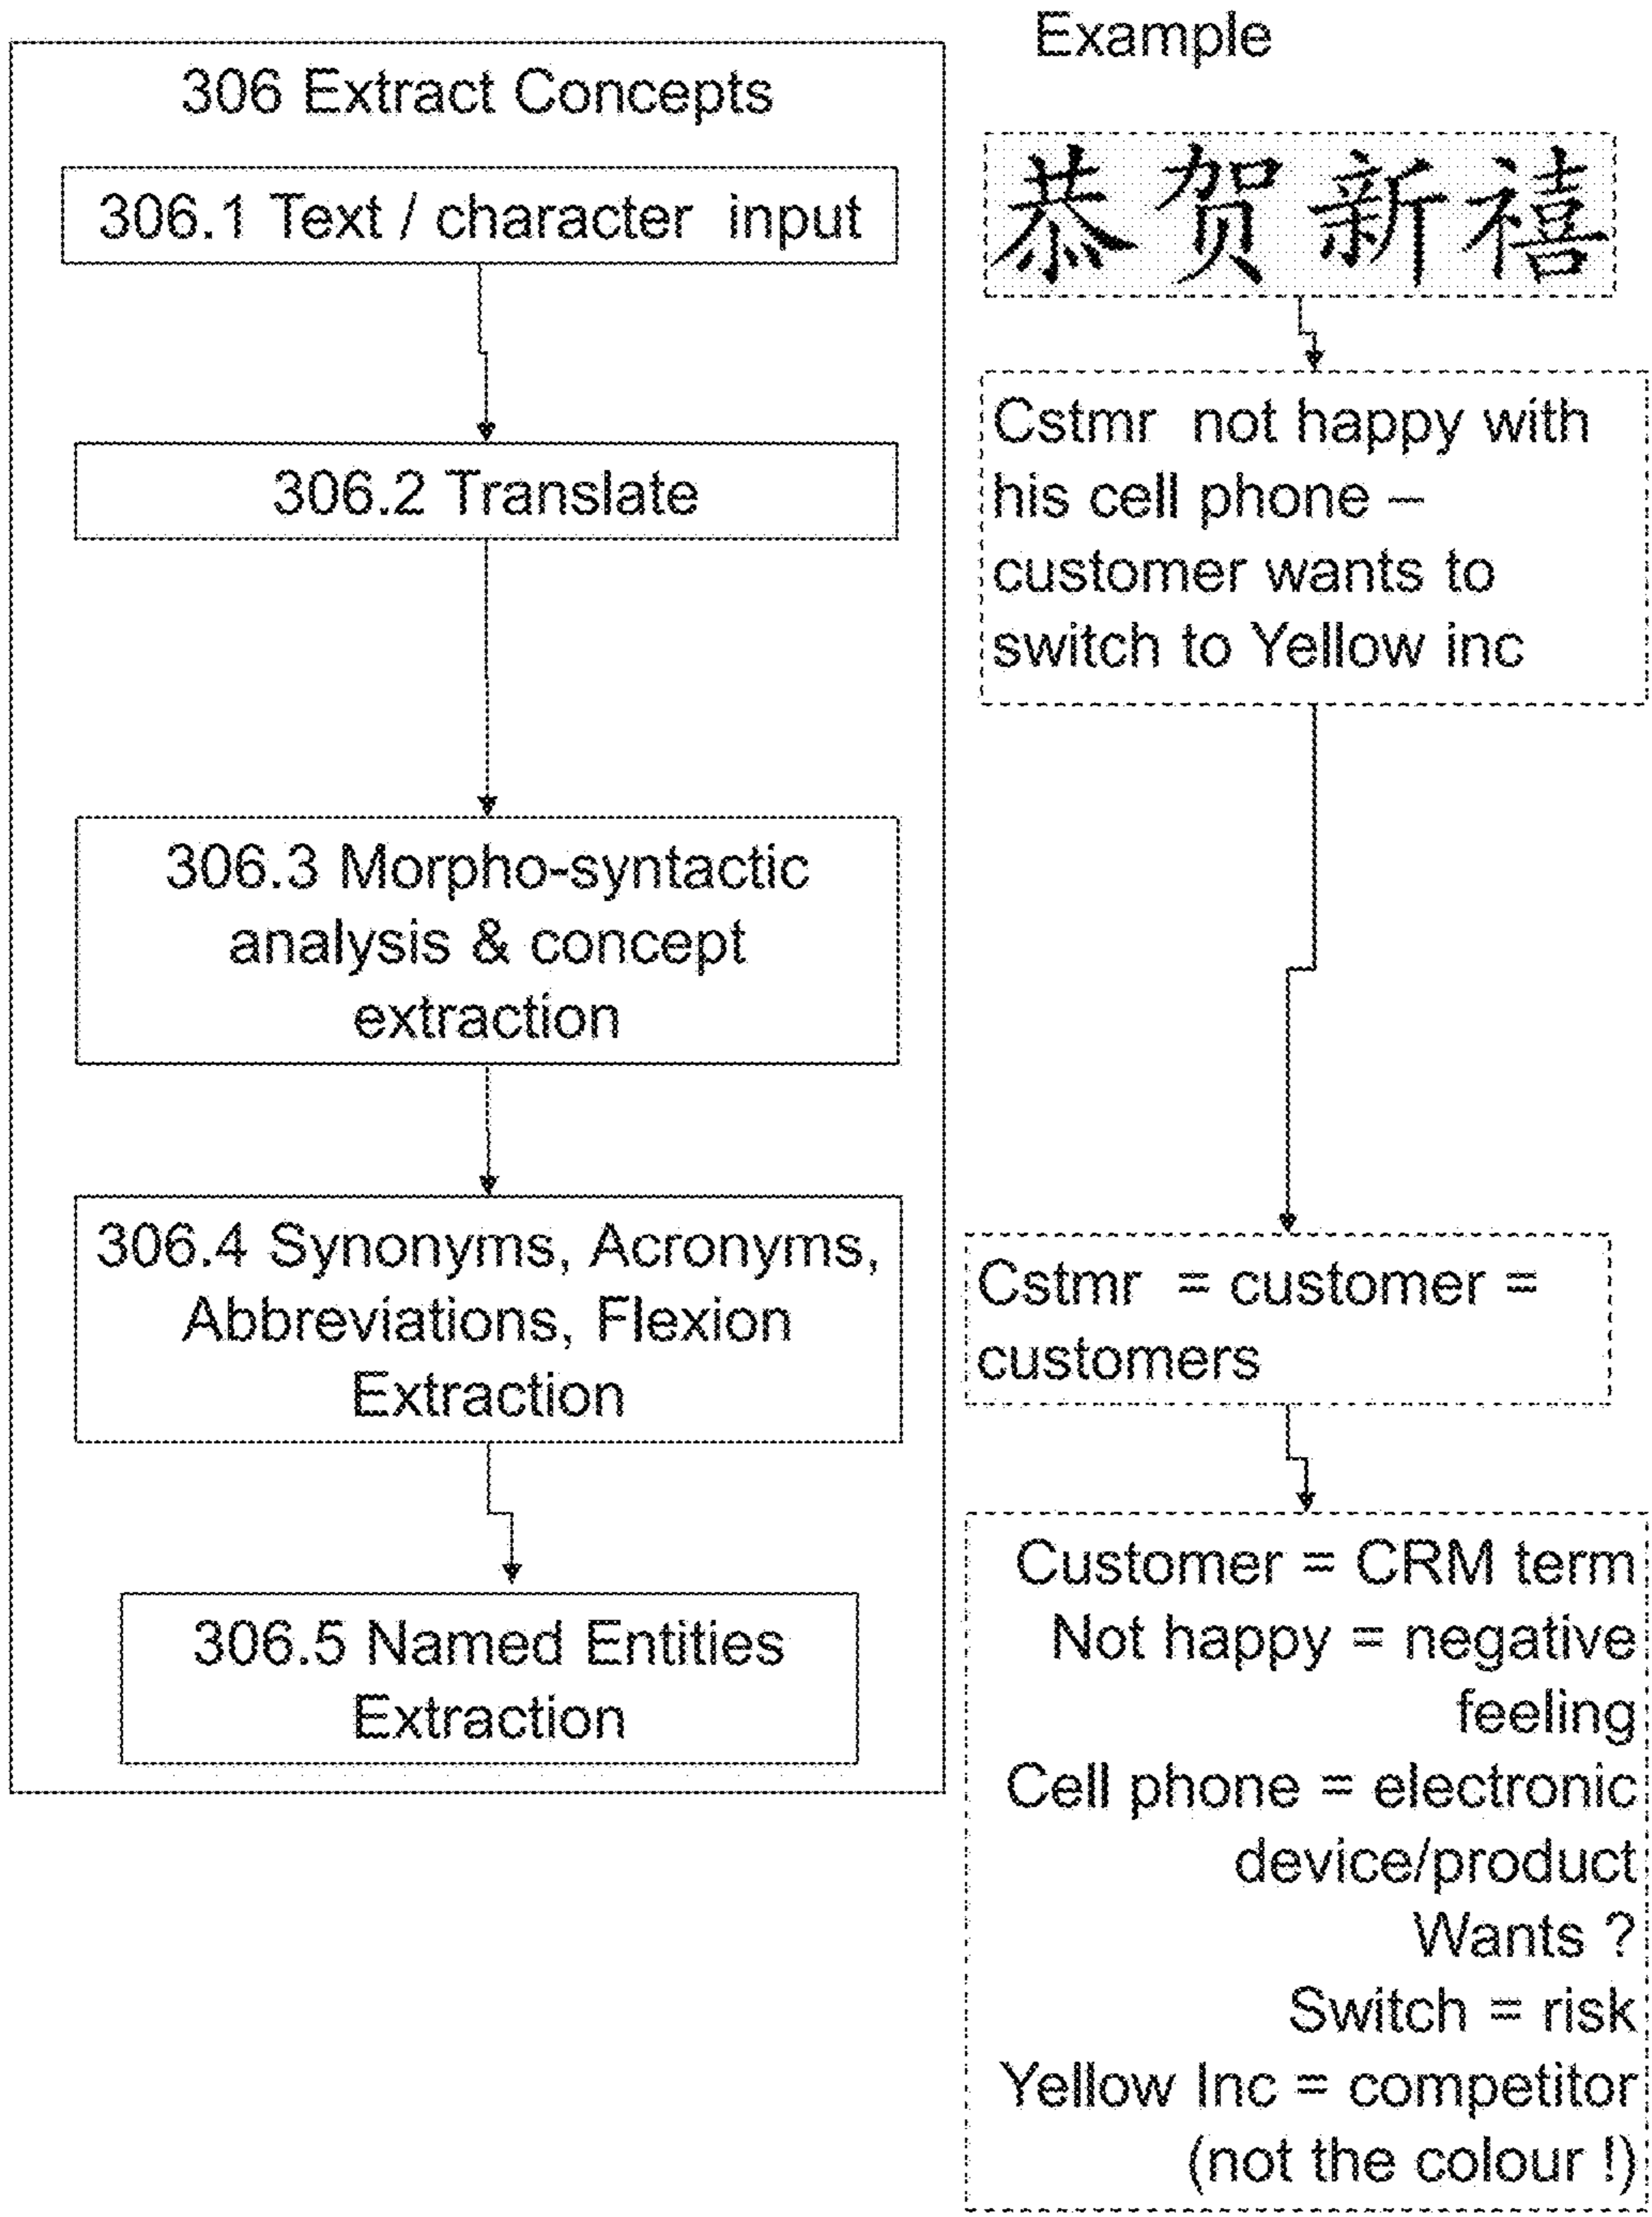 306 Extract Concepts
306.1 Text / character input
306.2 Translate
306.3 Morpho-syntactic
analysis & concept
extraction
306.4 Synonyms, Acronyms,
Abbreviations, Flexion
Extraction
306.5 Named Entities
Extraction
Example
恭贺新禧
Cstmr not happy with
his cell phone –
customer wants to
switch to Yellow inc
Cstmr = customer =
customers
Customer = CRM term
Not happy = negative
feeling
Cell phone = electronic
device/product
Wants ?
Switch = risk
Yellow Inc = competitor
(not the colour !)